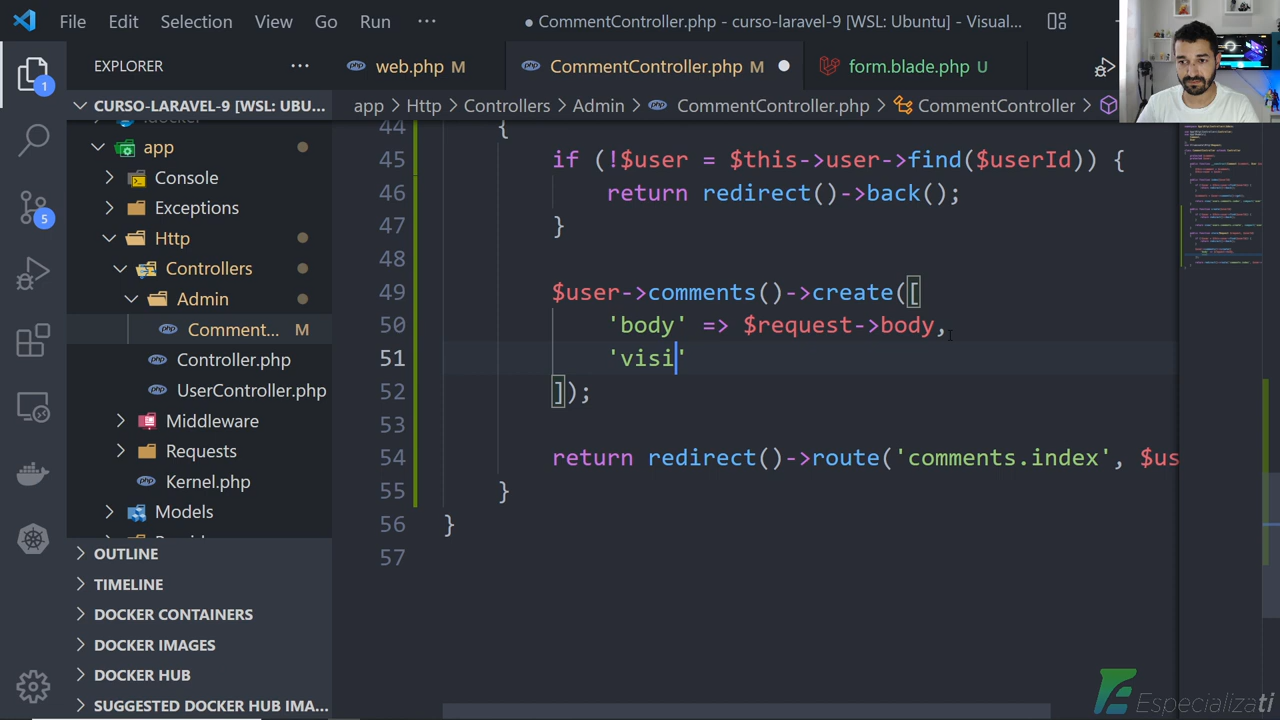 File Edit Selection View Go Run ··· ● CommentController.php - curso-laravel-9 [WSL: Ubuntu] - Visual...
EXPLORER ···
web.php M CommentController.php M form.blade.php U
CURSO-LARAVEL-9 [WSL: UBU...
app > Http > Controllers > Admin > CommentController.php > CommentController >
.docker
app
Console
Exceptions
Http
Controllers
Admin
Comment... M
Controller.php
UserController.php
Middleware
Requests
Kernel.php
Models
OUTLINE
TIMELINE
DOCKER CONTAINERS
DOCKER IMAGES
DOCKER HUB
SUGGESTED DOCKER HUB IMA...
1
5
44 {
45 if (!$user = $this->user->find($userId)) {
46 return redirect()->back();
47 }
48
49 $user->comments()->create([
50 'body' => $request->body,
51 'visi'
52 ]);
53
54 return redirect()->route('comments.index', $us
55 }
56 }
57
Especializati